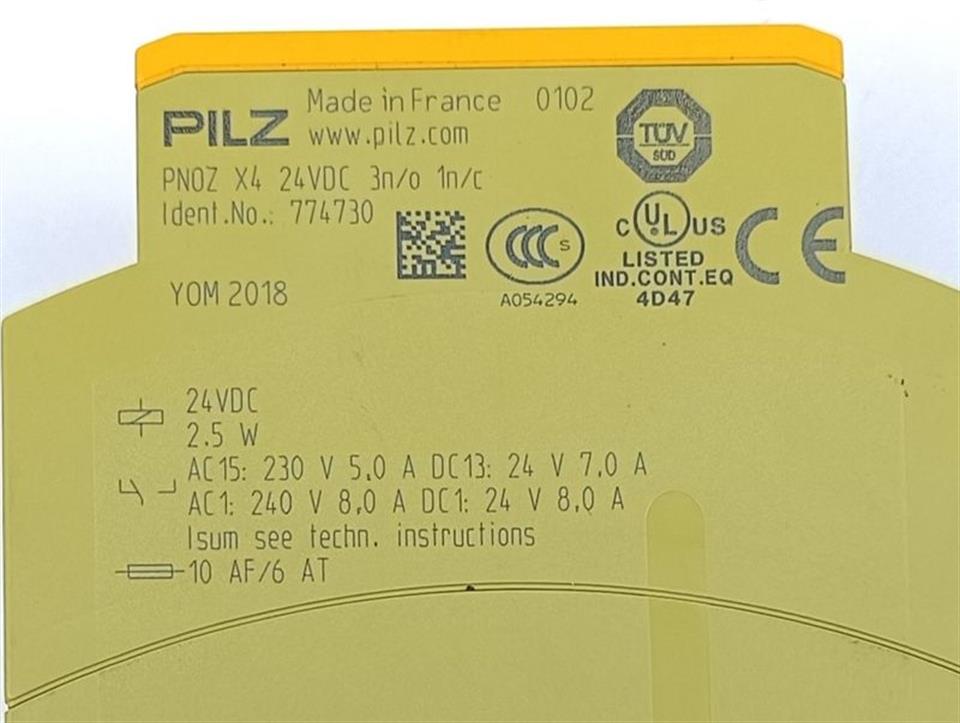 PILZ
Made in France 0102
www.pilz.com
PNOZ X4 24VDC 3n/o 1n/c
Ident.No.: 774730
YOM 2018
TÜV
SÜD
CCC S
A054294
C UL US
LISTED
IND.CONT.EQ
4D47
CE
24VDC
2.5 W
AC15: 230 V 5,0 A DC13: 24 V 7,0 A
AC1: 240 V 8,0 A DC1: 24 V 8,0 A
Isum see techn. instructions
10 AF/6 AT